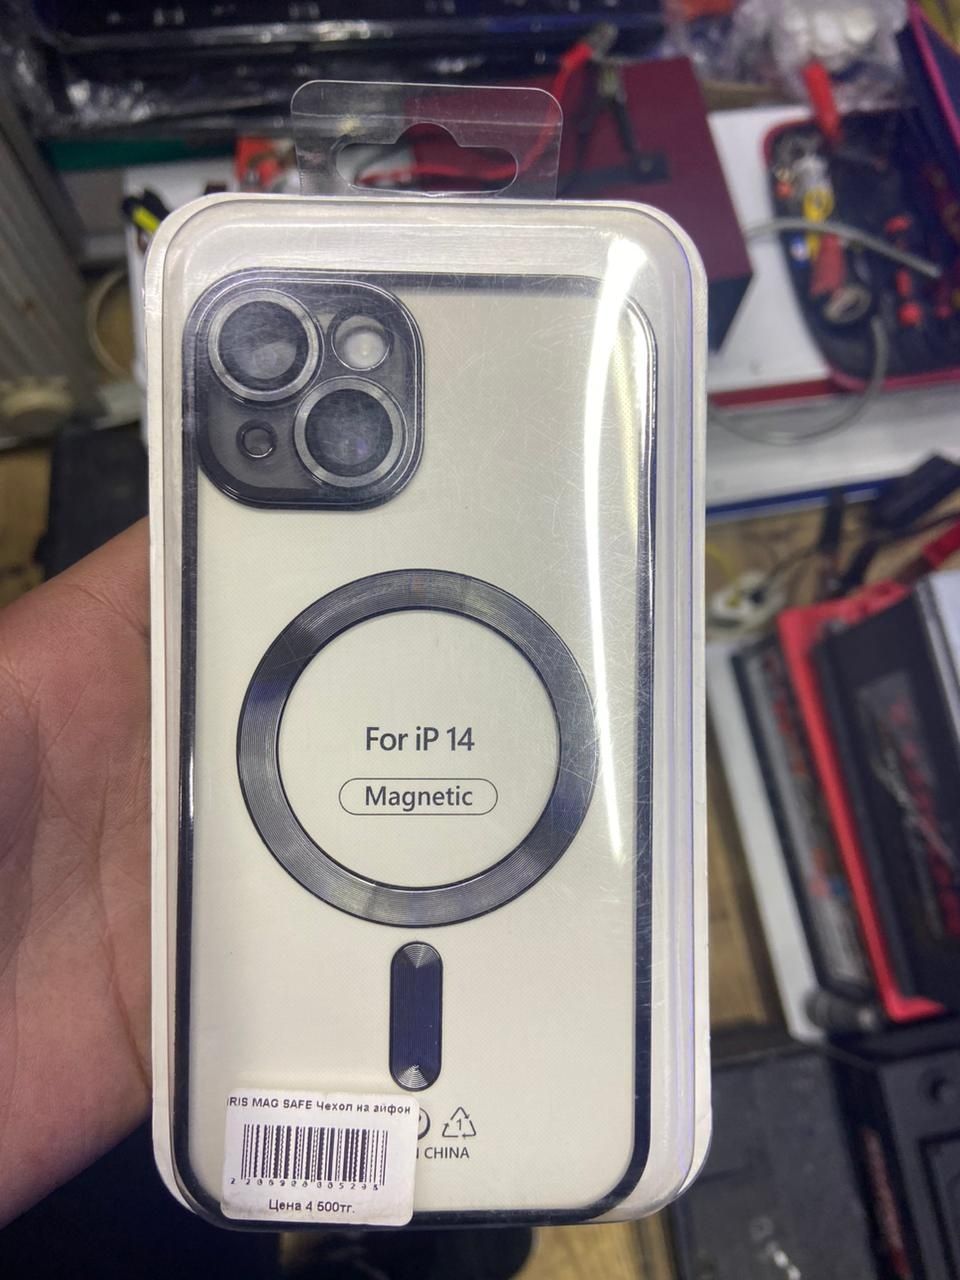 For iP 14
Magnetic
IRIS MAG SAFE Чехол на айфон
CHINA
Цена 4 500тг.